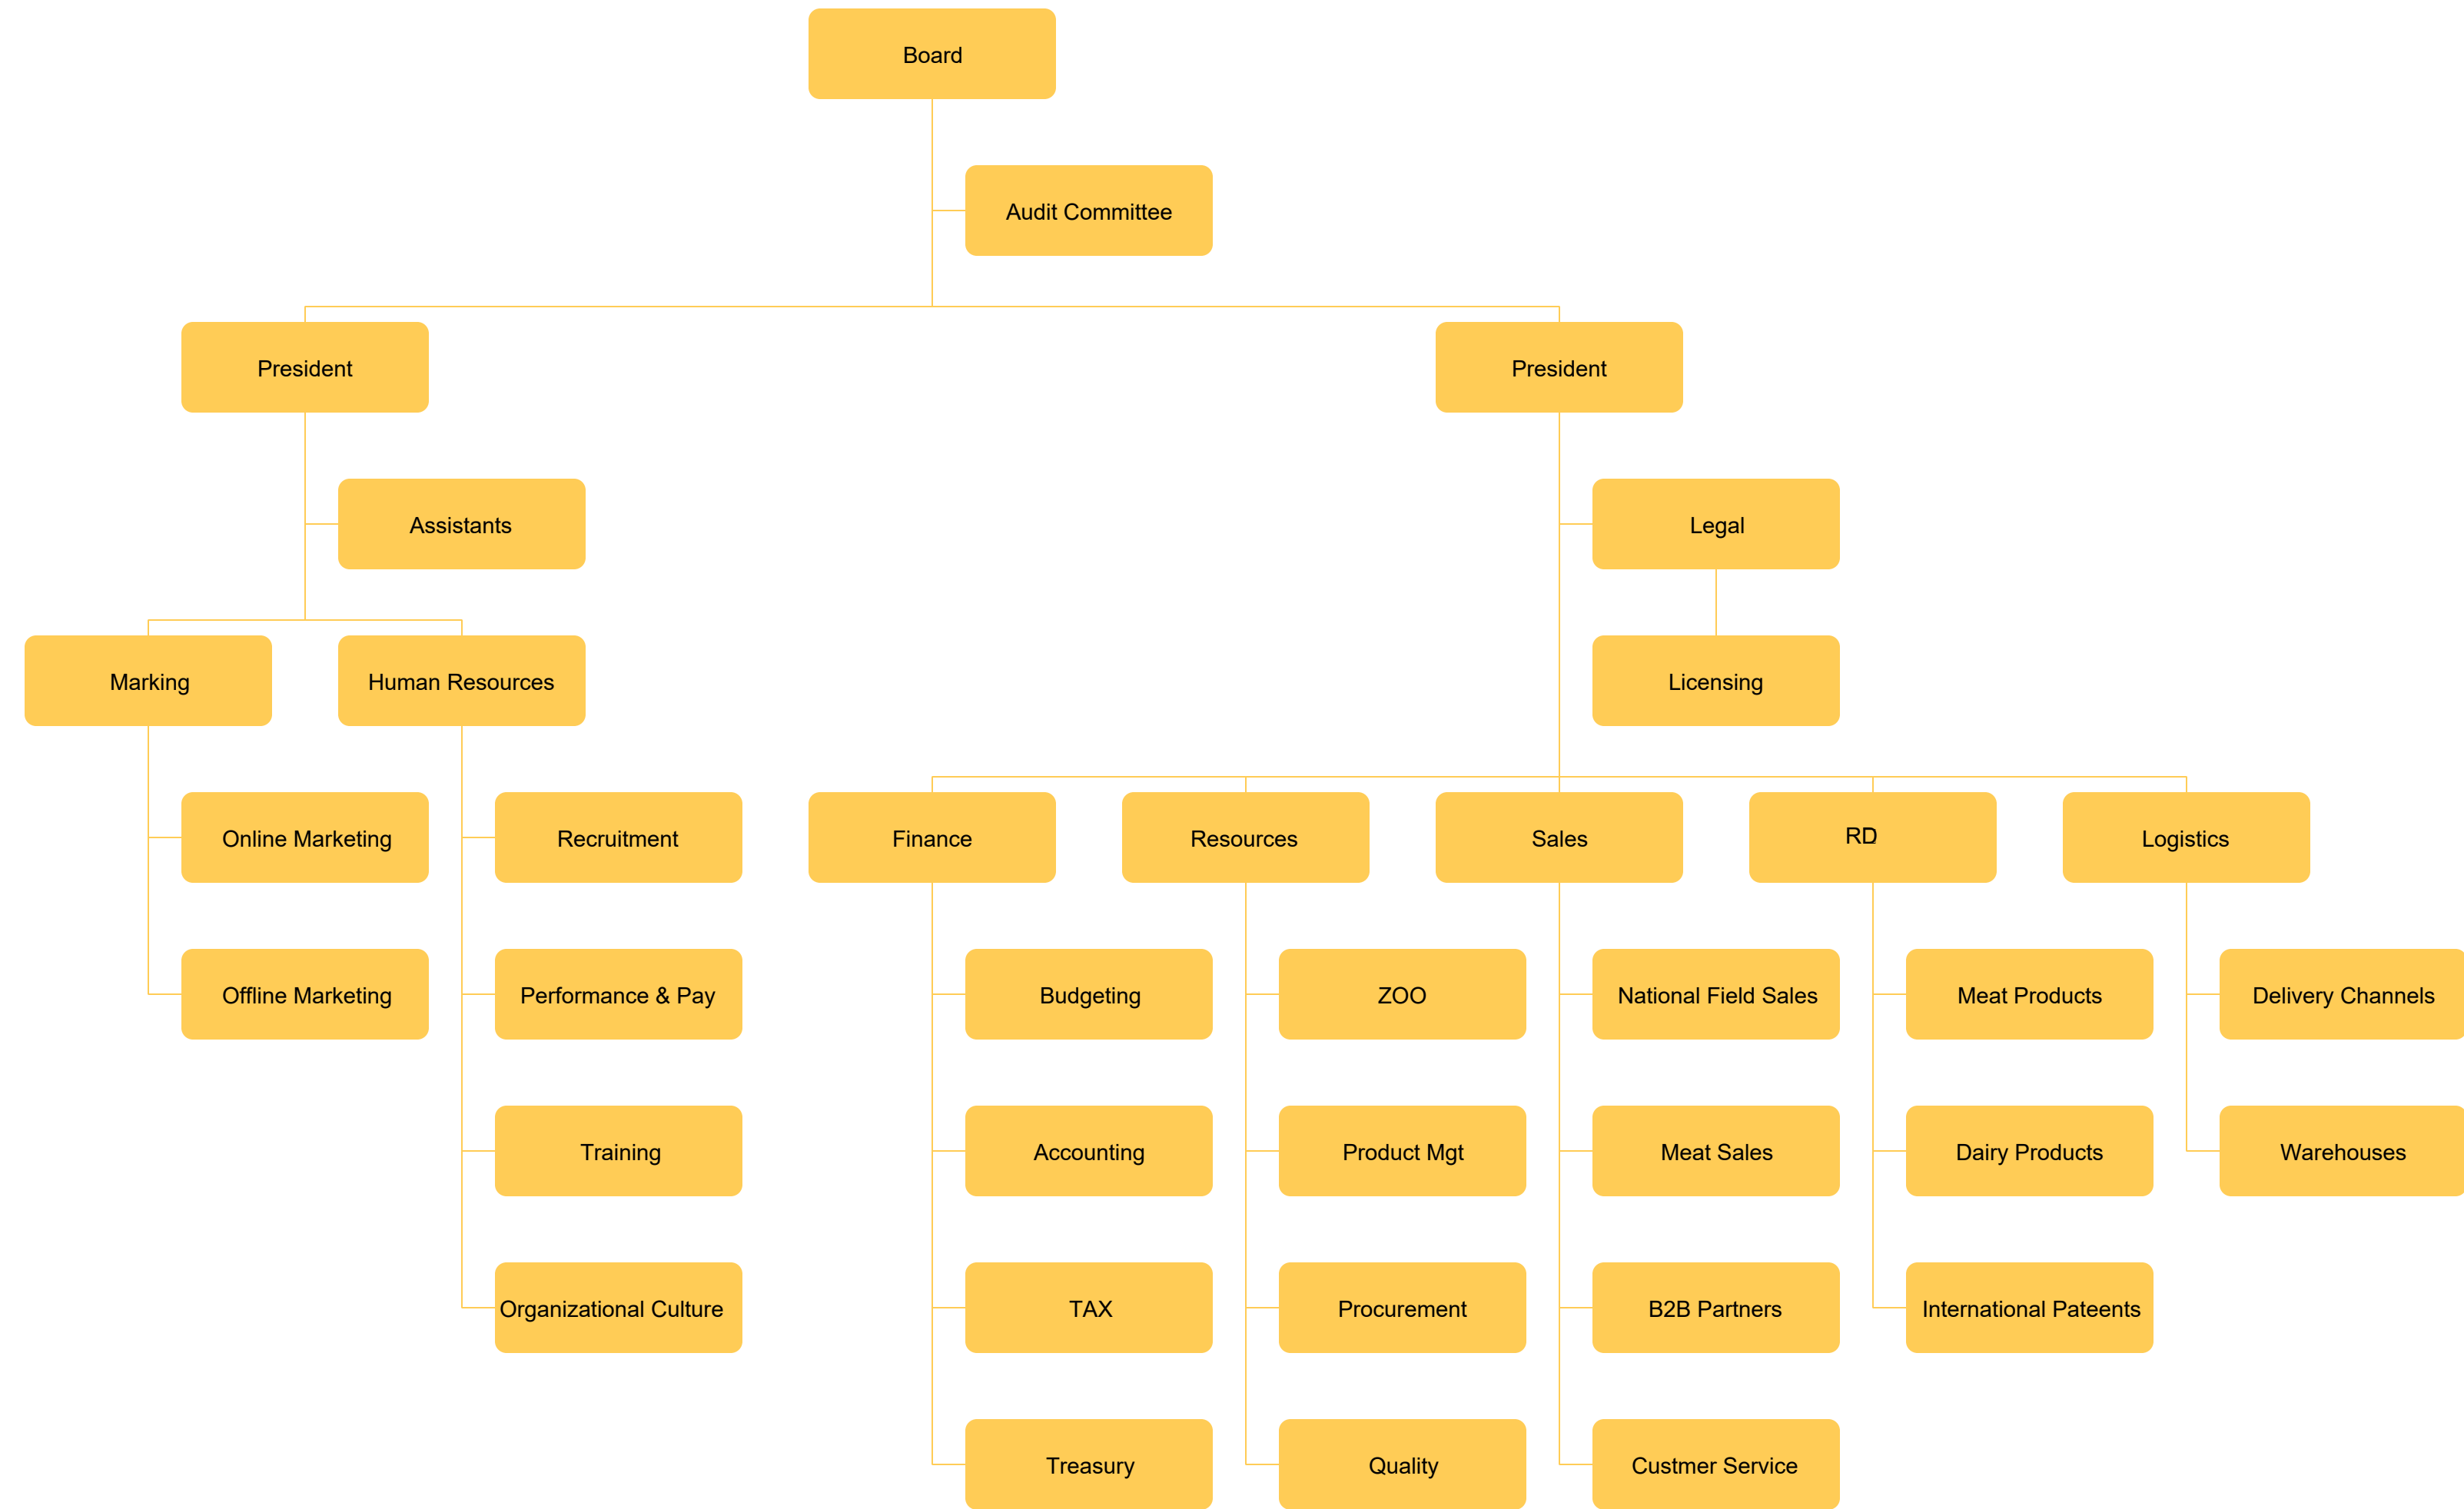 Board
Audit Committee
President
President
Assistants
Legal
Marking
Human Resources
Licensing
Online Marketing
Recruitment
Finance
Resources
Sales
RD
Logistics
Offline Marketing
Performance & Pay
Budgeting
ZOO
National Field Sales
Meat Products
Delivery Channels
Training
Accounting
Product Mgt
Meat Sales
Dairy Products
Warehouses
Organizational Culture
TAX
Procurement
B2B Partners
International Pateents
Treasury
Quality
Custmer Service